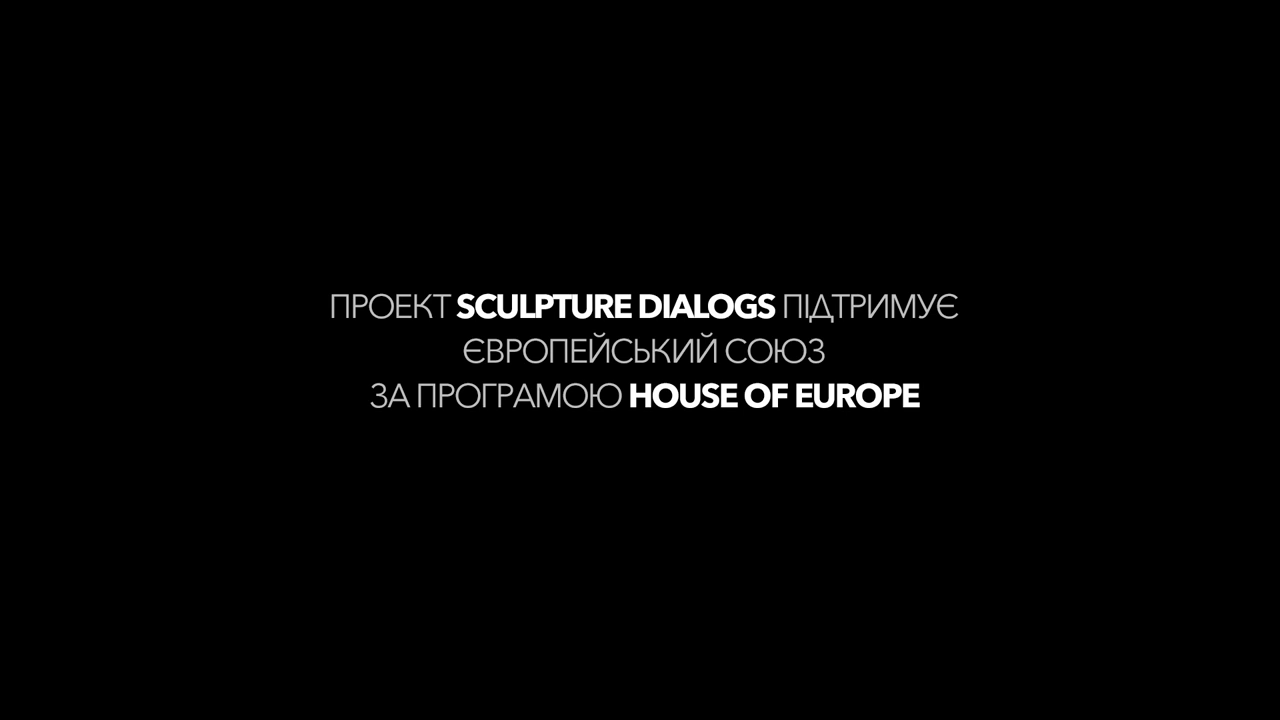 ПРОЕКТ SCULPTURE DIALOGS ПІДТРИМУЄ
ЄВРОПЕЙСЬКИЙ СОЮЗ
ЗА ПРОГРАМОЮ HOUSE OF EUROPE